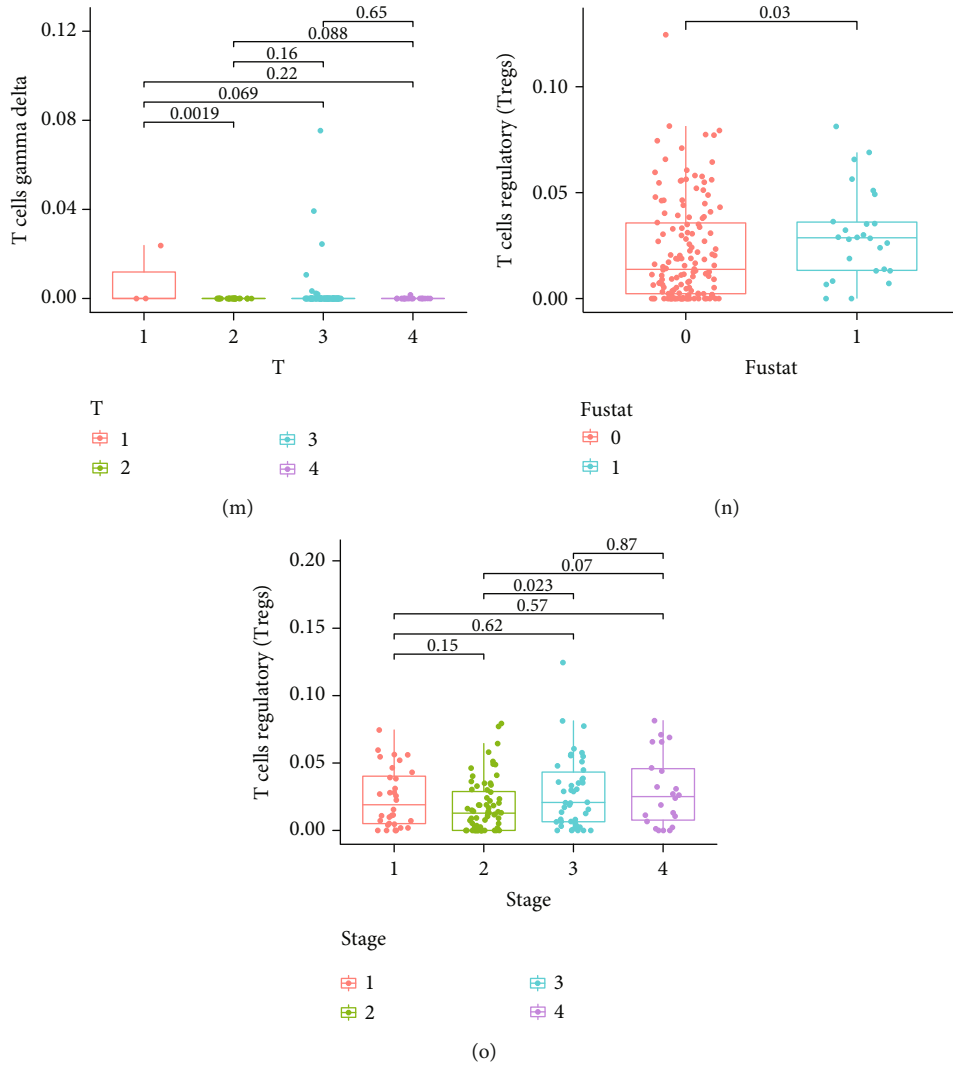 0.65
0.088
0.16
0.22
0.069
0.0019
T cells gamma delta
0.12
0.08
0.04
0.00
1 2 3 4
T
T
1 3
2 4
(m)
0.03
T cells regulatory (Tregs)
0.10
0.05
0.00
0 1
Fustat
Fustat
0
1
(n)
0.87
0.07
0.023
0.57
0.62
0.15
T cells regulatory (Tregs)
0.20
0.15
0.10
0.05
0.00
1 2 3 4
Stage
Stage
1 3
2 4
(o)